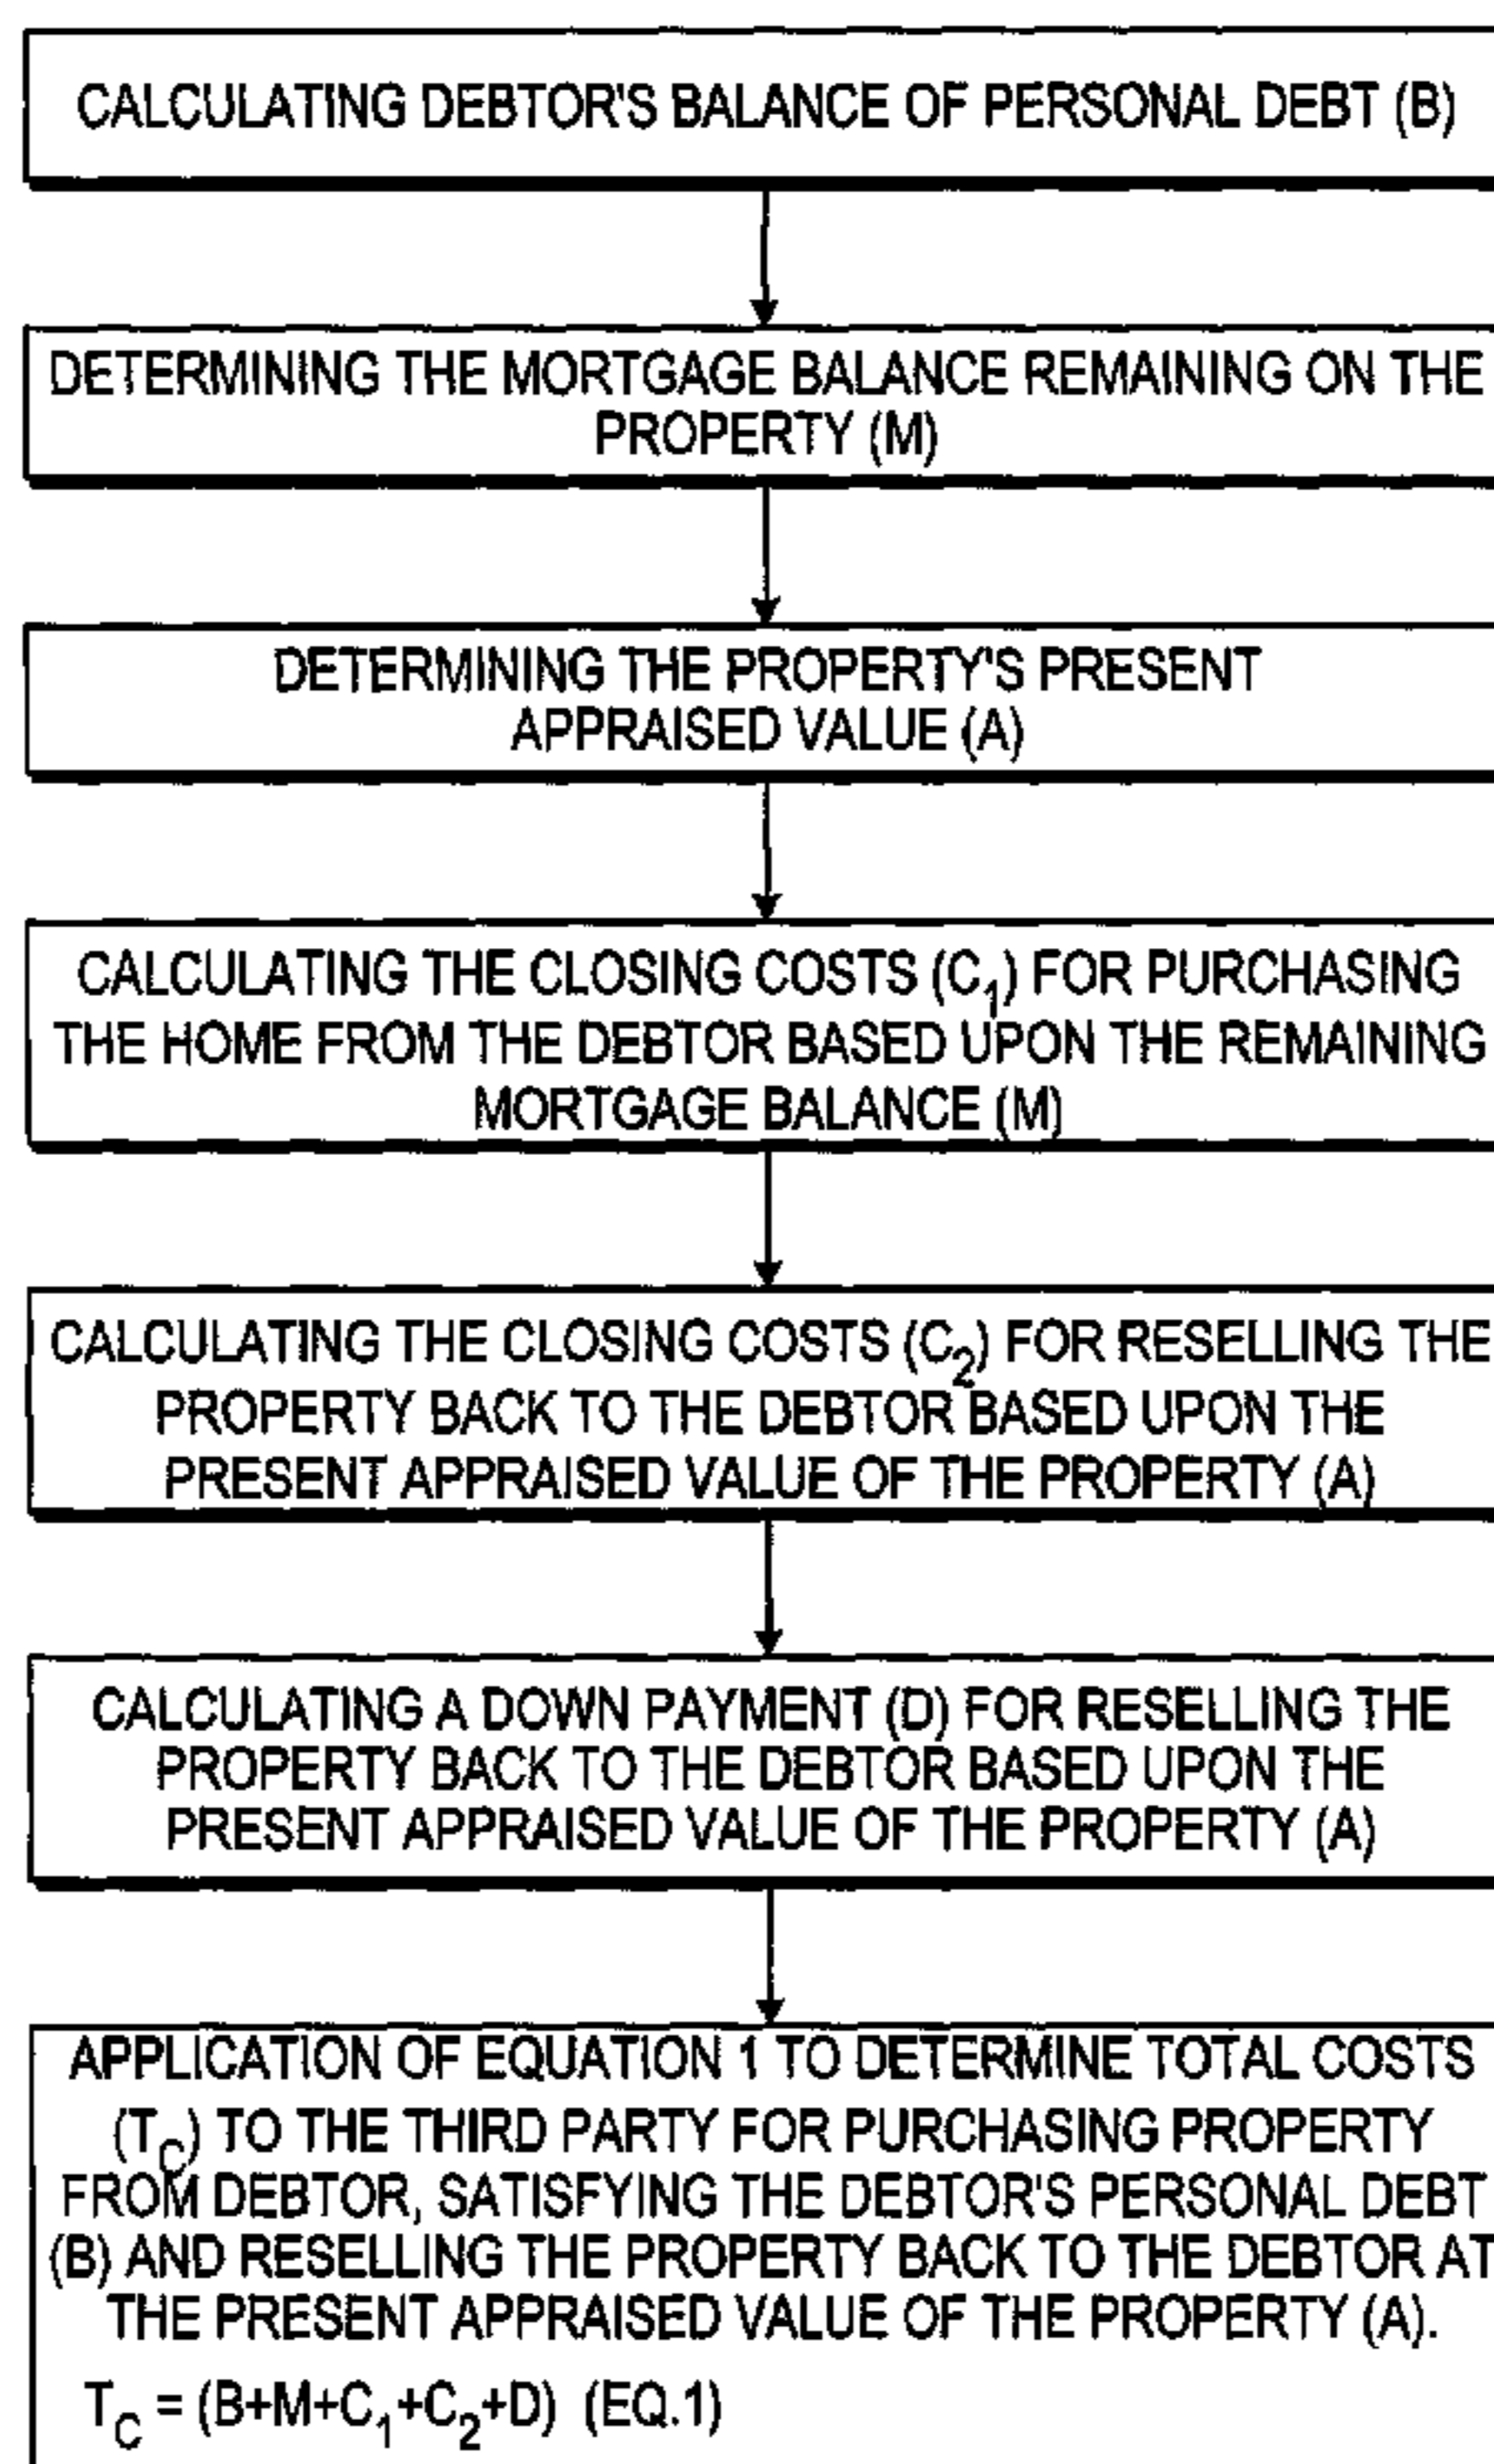 CALCULATING DEBTOR'S BALANCE OF PERSONAL DEBT (B)
DETERMINING THE MORTGAGE BALANCE REMAINING ON THE
PROPERTY (M)
DETERMINING THE PROPERTY'S PRESENT
APPRAISED VALUE (A)
CALCULATING THE CLOSING COSTS (C₁) FOR PURCHASING
THE HOME FROM THE DEBTOR BASED UPON THE REMAINING
MORTGAGE BALANCE (M)
CALCULATING THE CLOSING COSTS (C₂) FOR RESELLING THE
PROPERTY BACK TO THE DEBTOR BASED UPON THE
PRESENT APPRAISED VALUE OF THE PROPERTY (A)
CALCULATING A DOWN PAYMENT (D) FOR RESELLING THE
PROPERTY BACK TO THE DEBTOR BASED UPON THE
PRESENT APPRAISED VALUE OF THE PROPERTY (A)
APPLICATION OF EQUATION 1 TO DETERMINE TOTAL COSTS
(T_C) TO THE THIRD PARTY FOR PURCHASING PROPERTY
FROM DEBTOR, SATISFYING THE DEBTOR'S PERSONAL DEBT
(B) AND RESELLING THE PROPERTY BACK TO THE DEBTOR AT
THE PRESENT APPRAISED VALUE OF THE PROPERTY (A).
T_C = (B+M+C₁+C₂+D) (EQ.1)